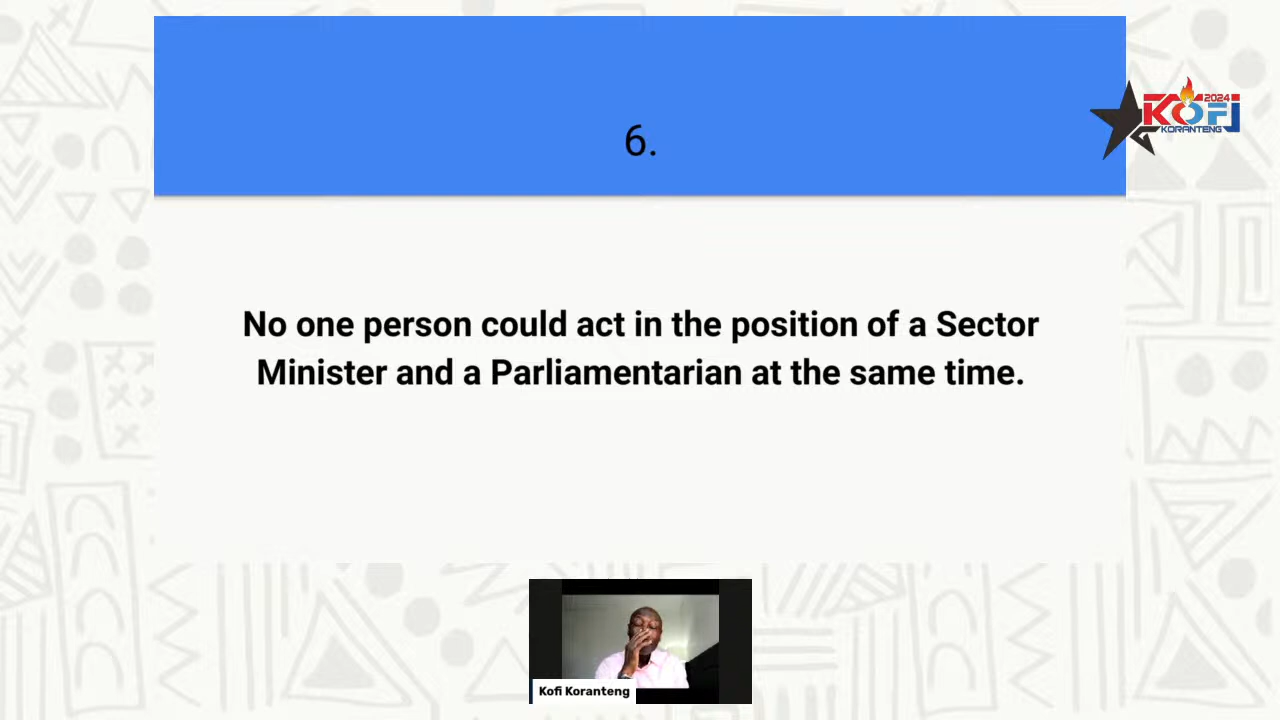 6.
2024
KOFI
KORANTENG
No one person could act in the position of a Sector
Minister and a Parliamentarian at the same time.
Kofi Koranteng